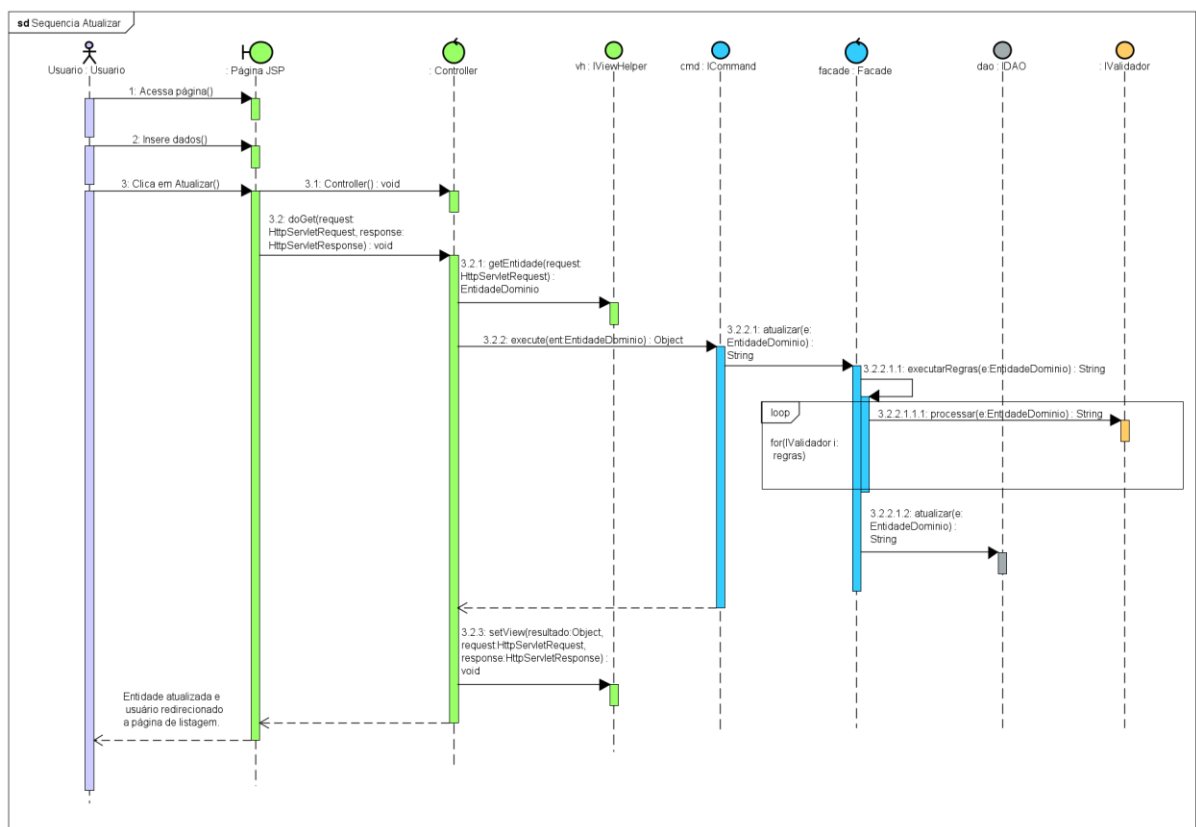 sd Sequencia Atualizar
Usuario : Usuario
: Página JSP
: Controller
vh : IViewHelper
cmd : ICommand
facade : Facade
dao : IDAO
: IValidador
1: Acessa página()
2: Insere dados()
3: Clica em Atualizar()
3.1: Controller() : void
3.2: doGet(request:
HttpServletRequest, response:
HttpServletResponse) : void
3.2.1: getEntidade(request:
HttpServletRequest) :
EntidadeDominio
3.2.2: execute(ent:EntidadeDominio) : Object
3.2.2.1: atualizar(e:
EntidadeDominio) :
String
3.2.2.1.1: executarRegras(e:EntidadeDominio) : String
loop
3.2.2.1.1.1: processar(e:EntidadeDominio) : String
for(IValidador i:
regras)
3.2.2.1.2: atualizar(e:
EntidadeDominio) :
String
3.2.3: setView(resultado:Object,
request:HttpServletRequest,
response:HttpServletResponse) :
void
Entidade atualizada e
usuário redirecionado
a página de listagem.